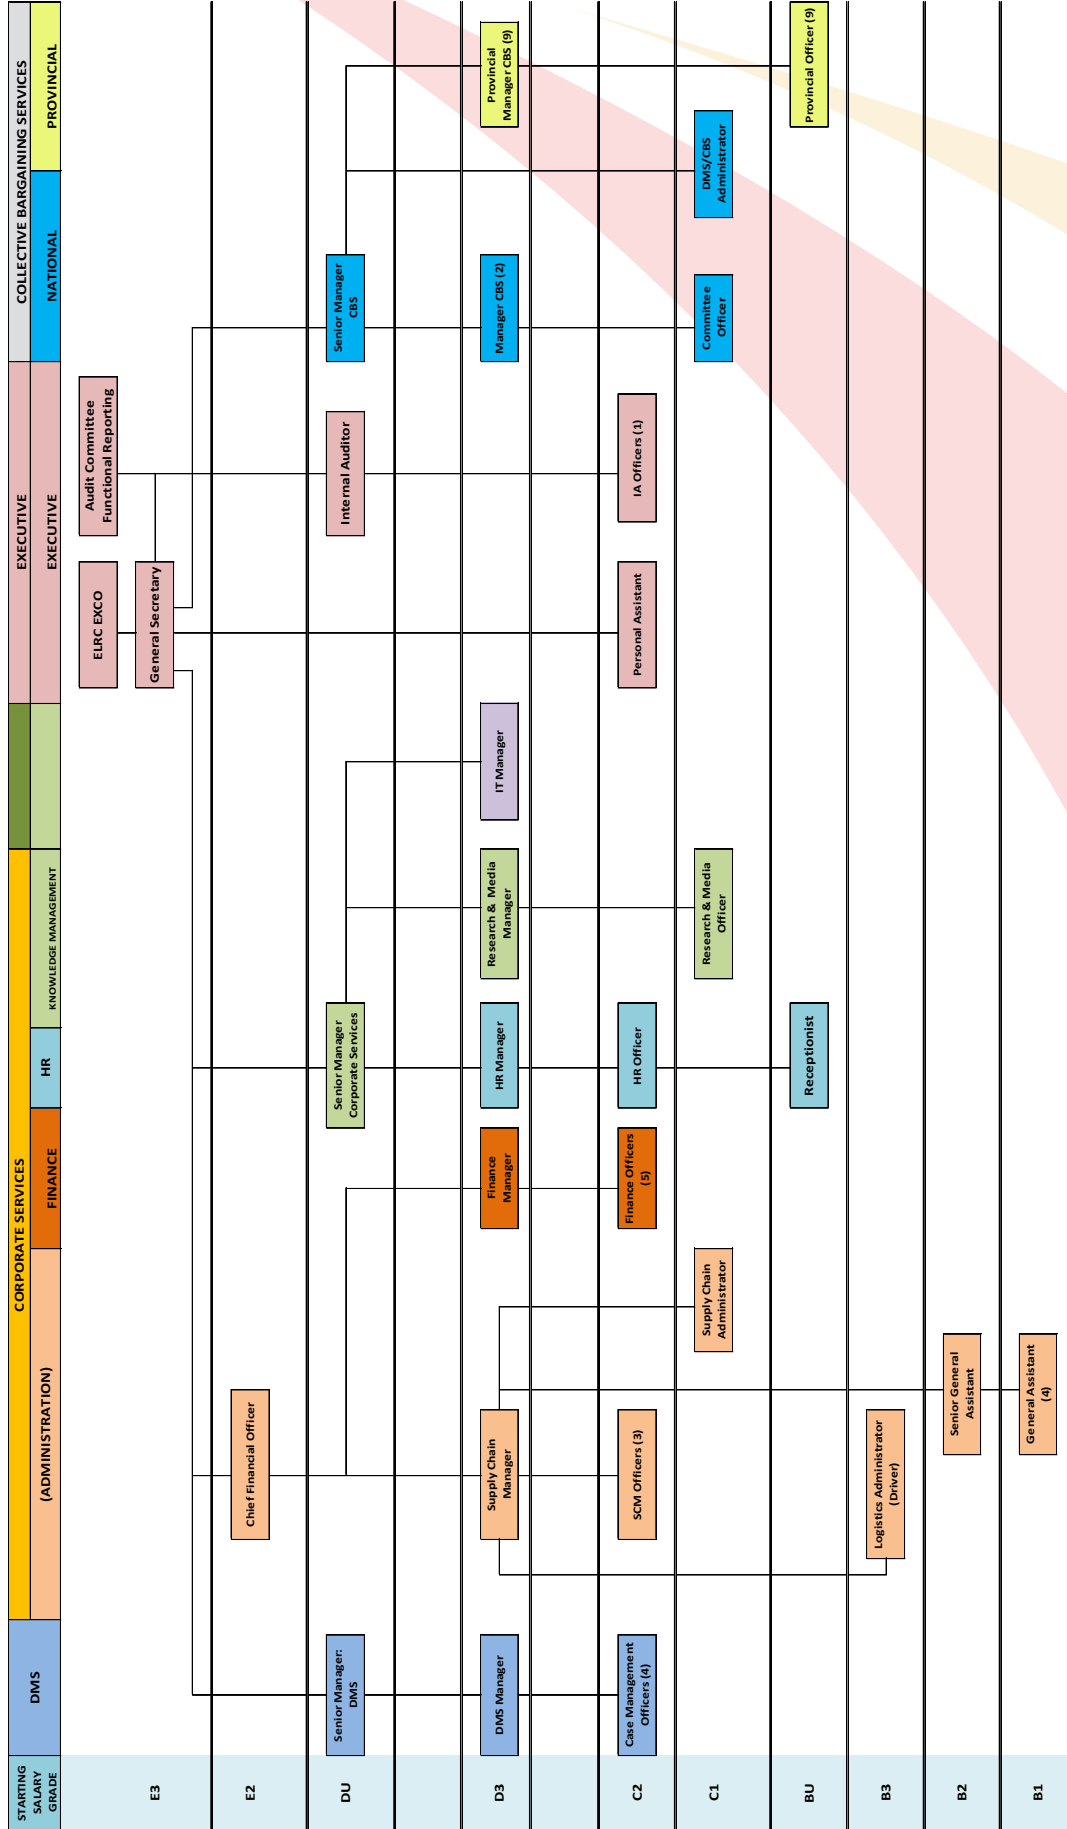 STARTING
SALARY
GRADE
DMS
CORPORATE SERVICES
EXECUTIVE
COLLECTIVE BARGAINING SERVICES
(ADMINISTRATION)
FINANCE
HR
KNOWLEDGE MANAGEMENT
EXECUTIVE
NATIONAL
PROVINCIAL
E3
ELRC EXCO
Audit Committee
Functional Reporting
General Secretary
E2
Chief Financial Officer
DU
Senior Manager:
DMS
Senior Manager
Corporate Services
Internal Auditor
Senior Manager
CBS
D3
DMS Manager
Supply Chain
Manager
Finance
Manager
HR Manager
Research & Media
Manager
IT Manager
Manager CBS (2)
Provincial
Manager CBS (9)
C2
Case Management
Officers (4)
SCM Officers (3)
Finance Officers
(5)
HR Officer
Personal Assistant
IA Officers (1)
C1
Supply Chain
Administrator
Research & Media
Officer
Committee
Officer
DMS/CBS
Administrator
BU
Receptionist
Provincial Officer (9)
B3
Logistics Administrator
(Driver)
B2
Senior General
Assistant
B1
General Assistant
(4)